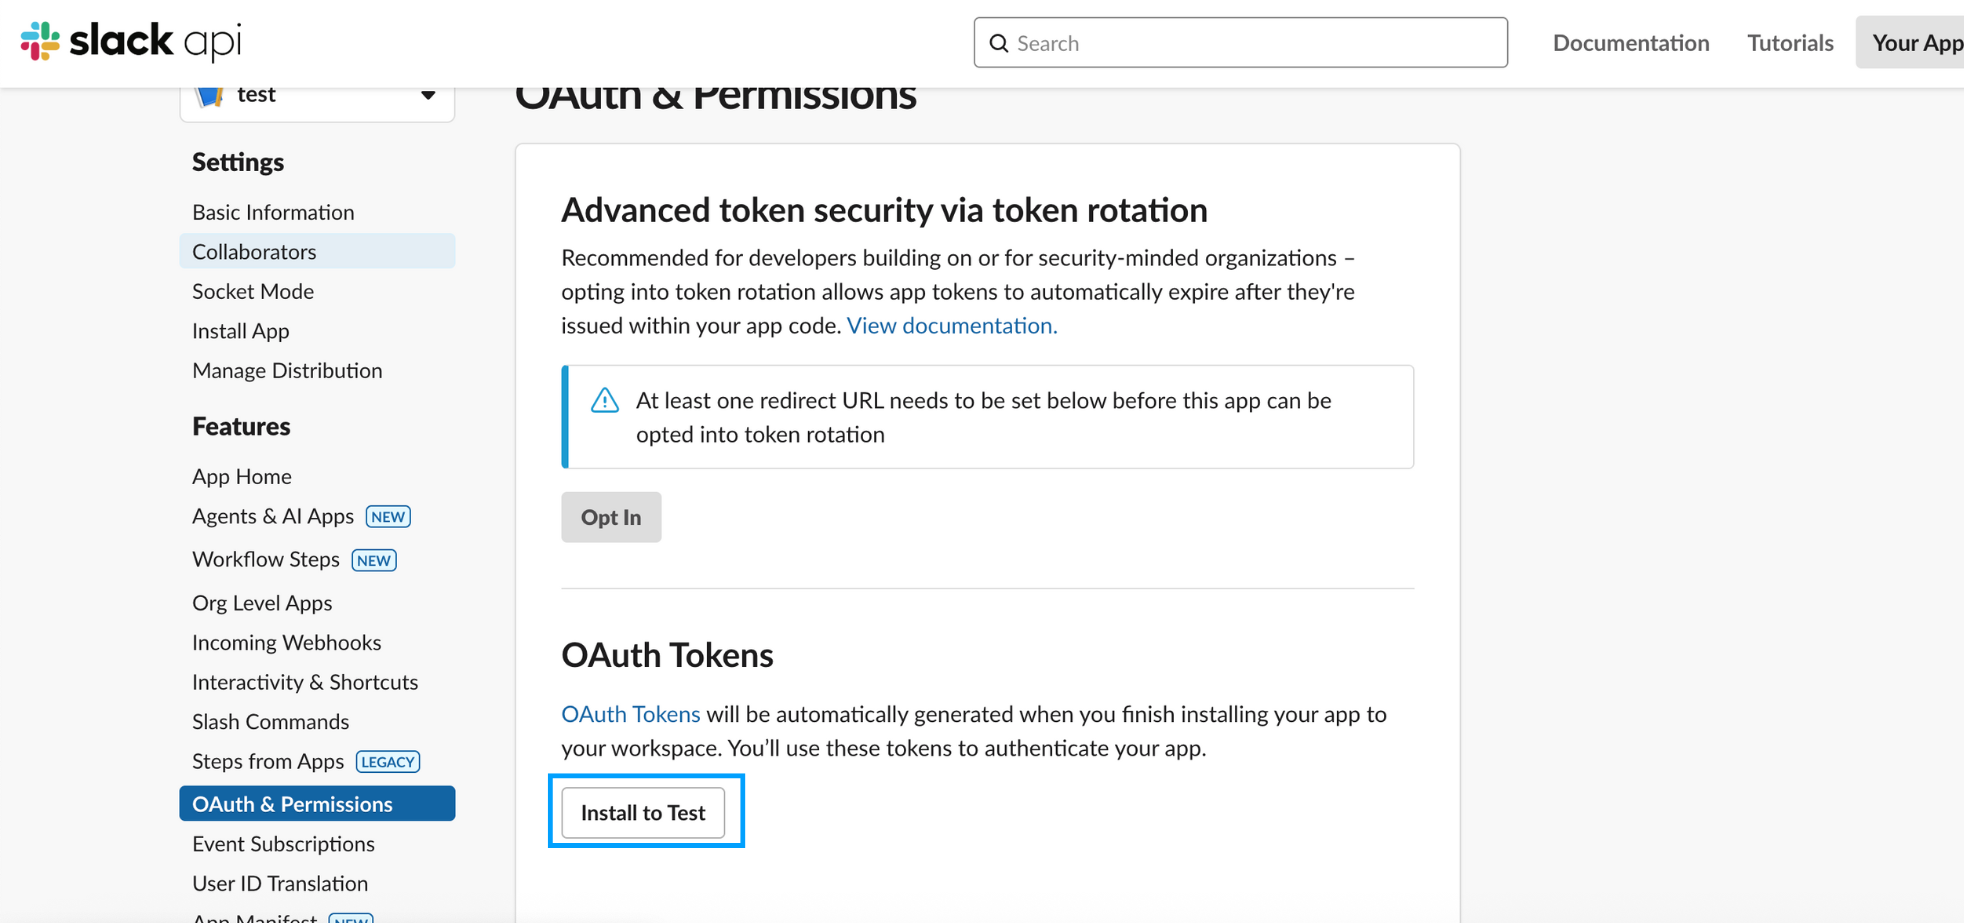 slack api
Search
Documentation
Tutorials
Your App
test
OAuth & Permissions
Settings
Basic Information
Collaborators
Socket Mode
Install App
Manage Distribution
Features
App Home
Agents & AI Apps NEW
Workflow Steps NEW
Org Level Apps
Incoming Webhooks
Interactivity & Shortcuts
Slash Commands
Steps from Apps LEGACY
OAuth & Permissions
Event Subscriptions
User ID Translation
App Manifest NEW
Advanced token security via token rotation
Recommended for developers building on or for security-minded organizations –
opting into token rotation allows app tokens to automatically expire after they're
issued within your app code. View documentation.
At least one redirect URL needs to be set below before this app can be
opted into token rotation
Opt In
OAuth Tokens
OAuth Tokens will be automatically generated when you finish installing your app to
your workspace. You’ll use these tokens to authenticate your app.
Install to Test